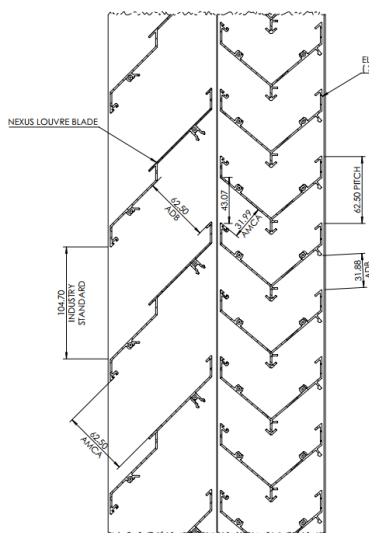 EL
NEXUS LOUVRE BLADE
62.50
ADB
43.07
31.99
AMCA
62.50 PITCH
31.88
ADB
104.70
INDUSTRY
STANDARD
62.50
AMCA